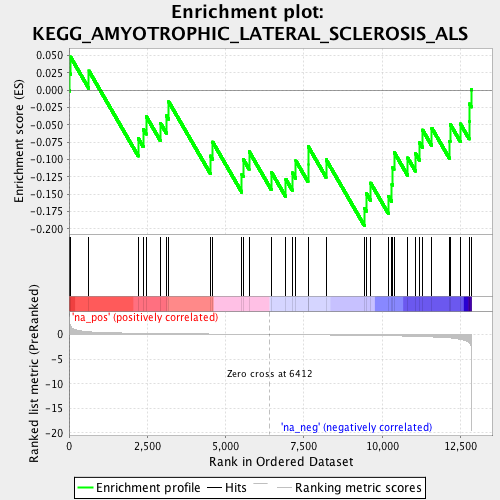 Enrichment plot:
KEGG_AMYOTROPHIC_LATERAL_SCLEROSIS_ALS
Enrichment score (ES)
0.050
0.025
0.000
-0.025
-0.050
-0.075
-0.100
-0.125
-0.150
-0.175
-0.200
'na_pos' (positively correlated)
Ranked list metric (PreRanked)
0
-5
-10
-15
-20
Zero cross at 6412
'na_neg' (negatively correlated)
0
2,500
5,000
7,500
10,000
12,500
Rank in Ordered Dataset
Enrichment profile
Hits
Ranking metric scores